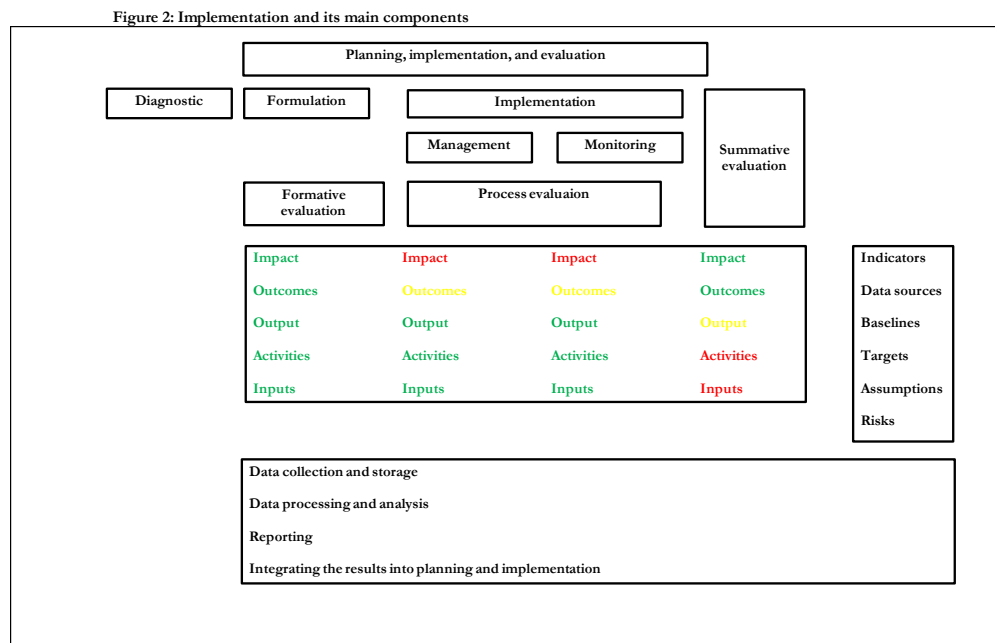 Figure 2: Implementation and its main components
Planning, implementation, and evaluation
Diagnostic
Formulation
Implementation
Management
Monitoring
Summative
evaluation
Formative
evaluation
Process evaluaion
Impact Impact Impact Impact Indicators
Outcomes Outcomes Outcomes Outcomes Data sources
Output Output Output Output Baselines
Activities Activities Activities Activities Targets
Inputs Inputs Inputs Inputs Assumptions
Risks
Data collection and storage
Data processing and analysis
Reporting
Integrating the results into planning and implementation